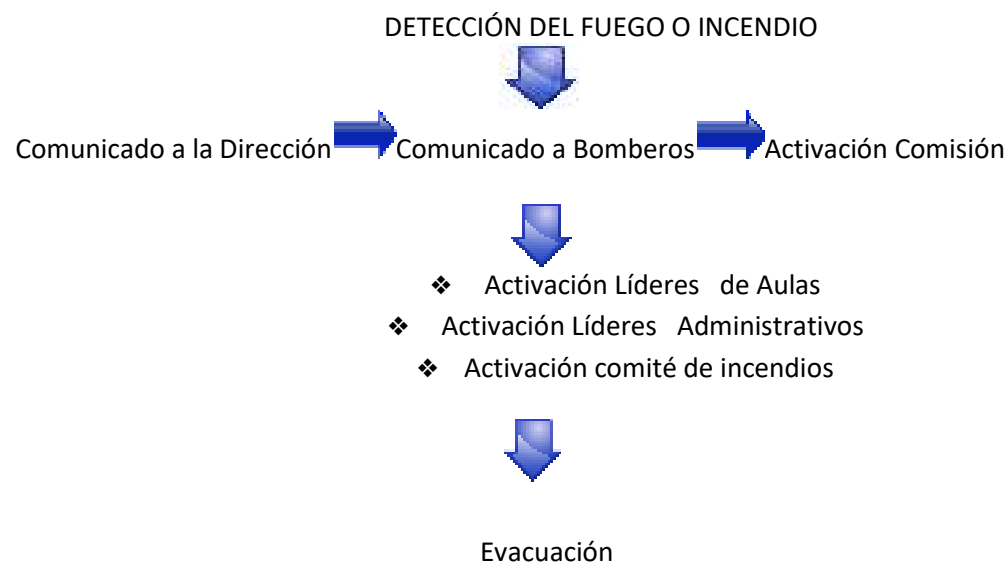 DETECCIÓN DEL FUEGO O INCENDIO
Comunicado a la Dirección Comunicado a Bomberos Activación Comisión
❖ Activación Líderes de Aulas
❖ Activación Líderes Administrativos
❖ Activación comité de incendios
Evacuación